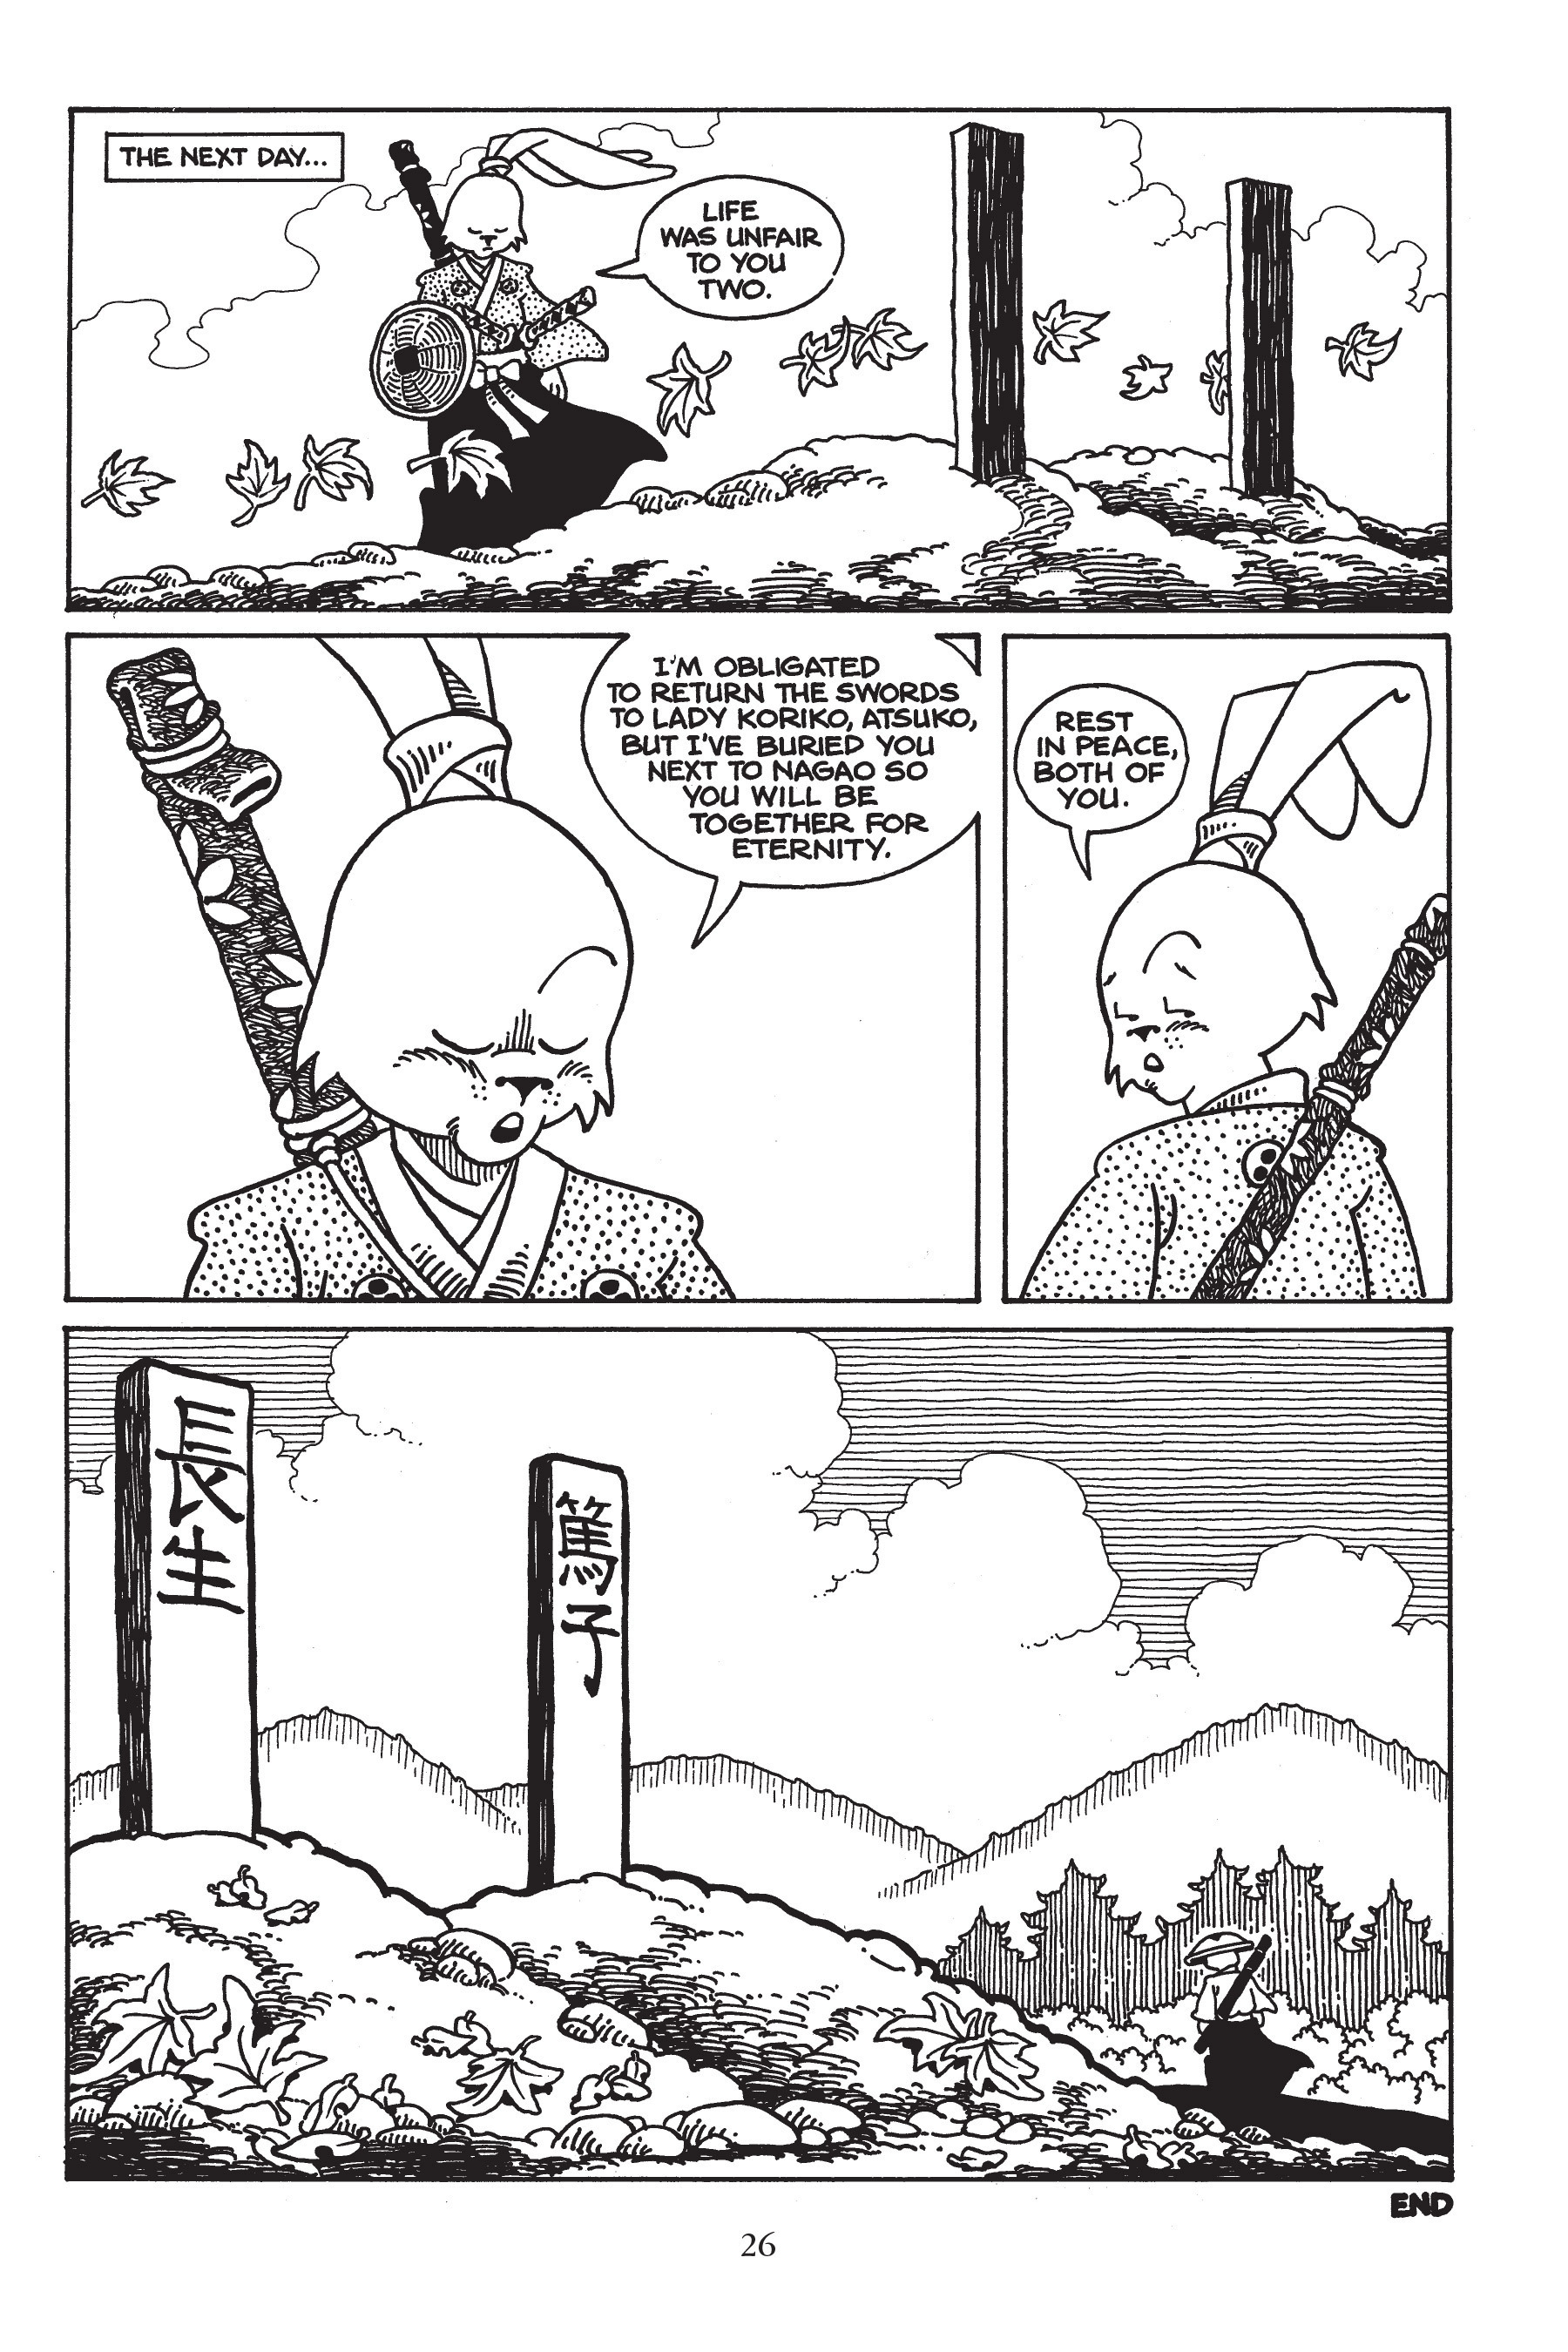 THE NEXT DAY...
LIFE
WAS UNFAIR
TO YOU
TWO.
I'M OBLIGATED
TO RETURN THE SWORDS
TO LADY KORIKO, ATSUKO,
BUT I'VE BURIED YOU
NEXT TO NAGAO SO
YOU WILL BE
TOGETHER FOR
ETERNITY.
REST
IN PEACE,
BOTH OF
YOU.
長生
篤子
END
26